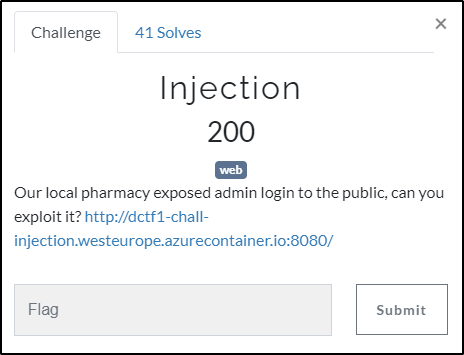 Challenge 41 Solves ×
Injection
200
web
Our local pharmacy exposed admin login to the public, can you
exploit it? http://dctf1-chall-
injection.westeurope.azurecontainer.io:8080/
Flag Submit